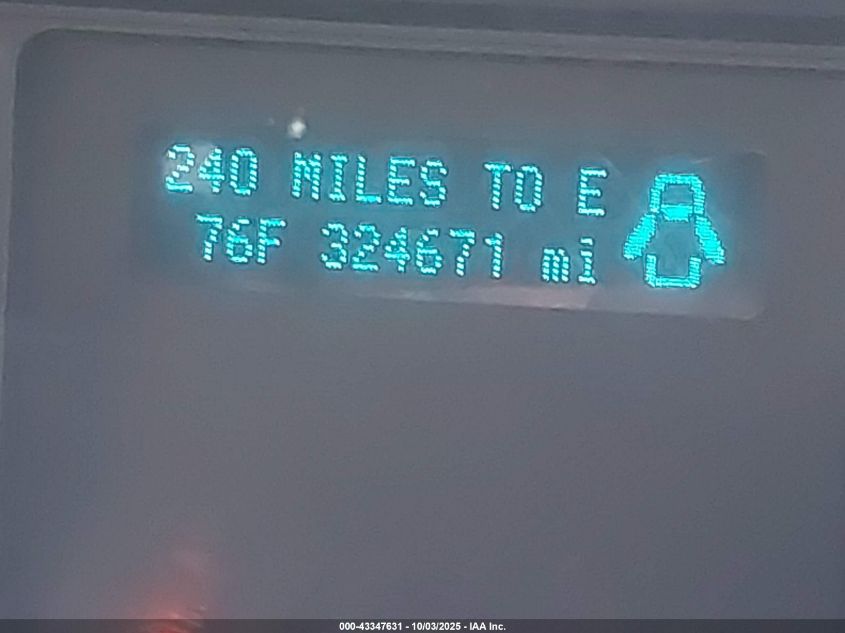 240 MILES TO E
76F 324671 mi
000-43347631 - 10/03/2025 - IAA Inc.